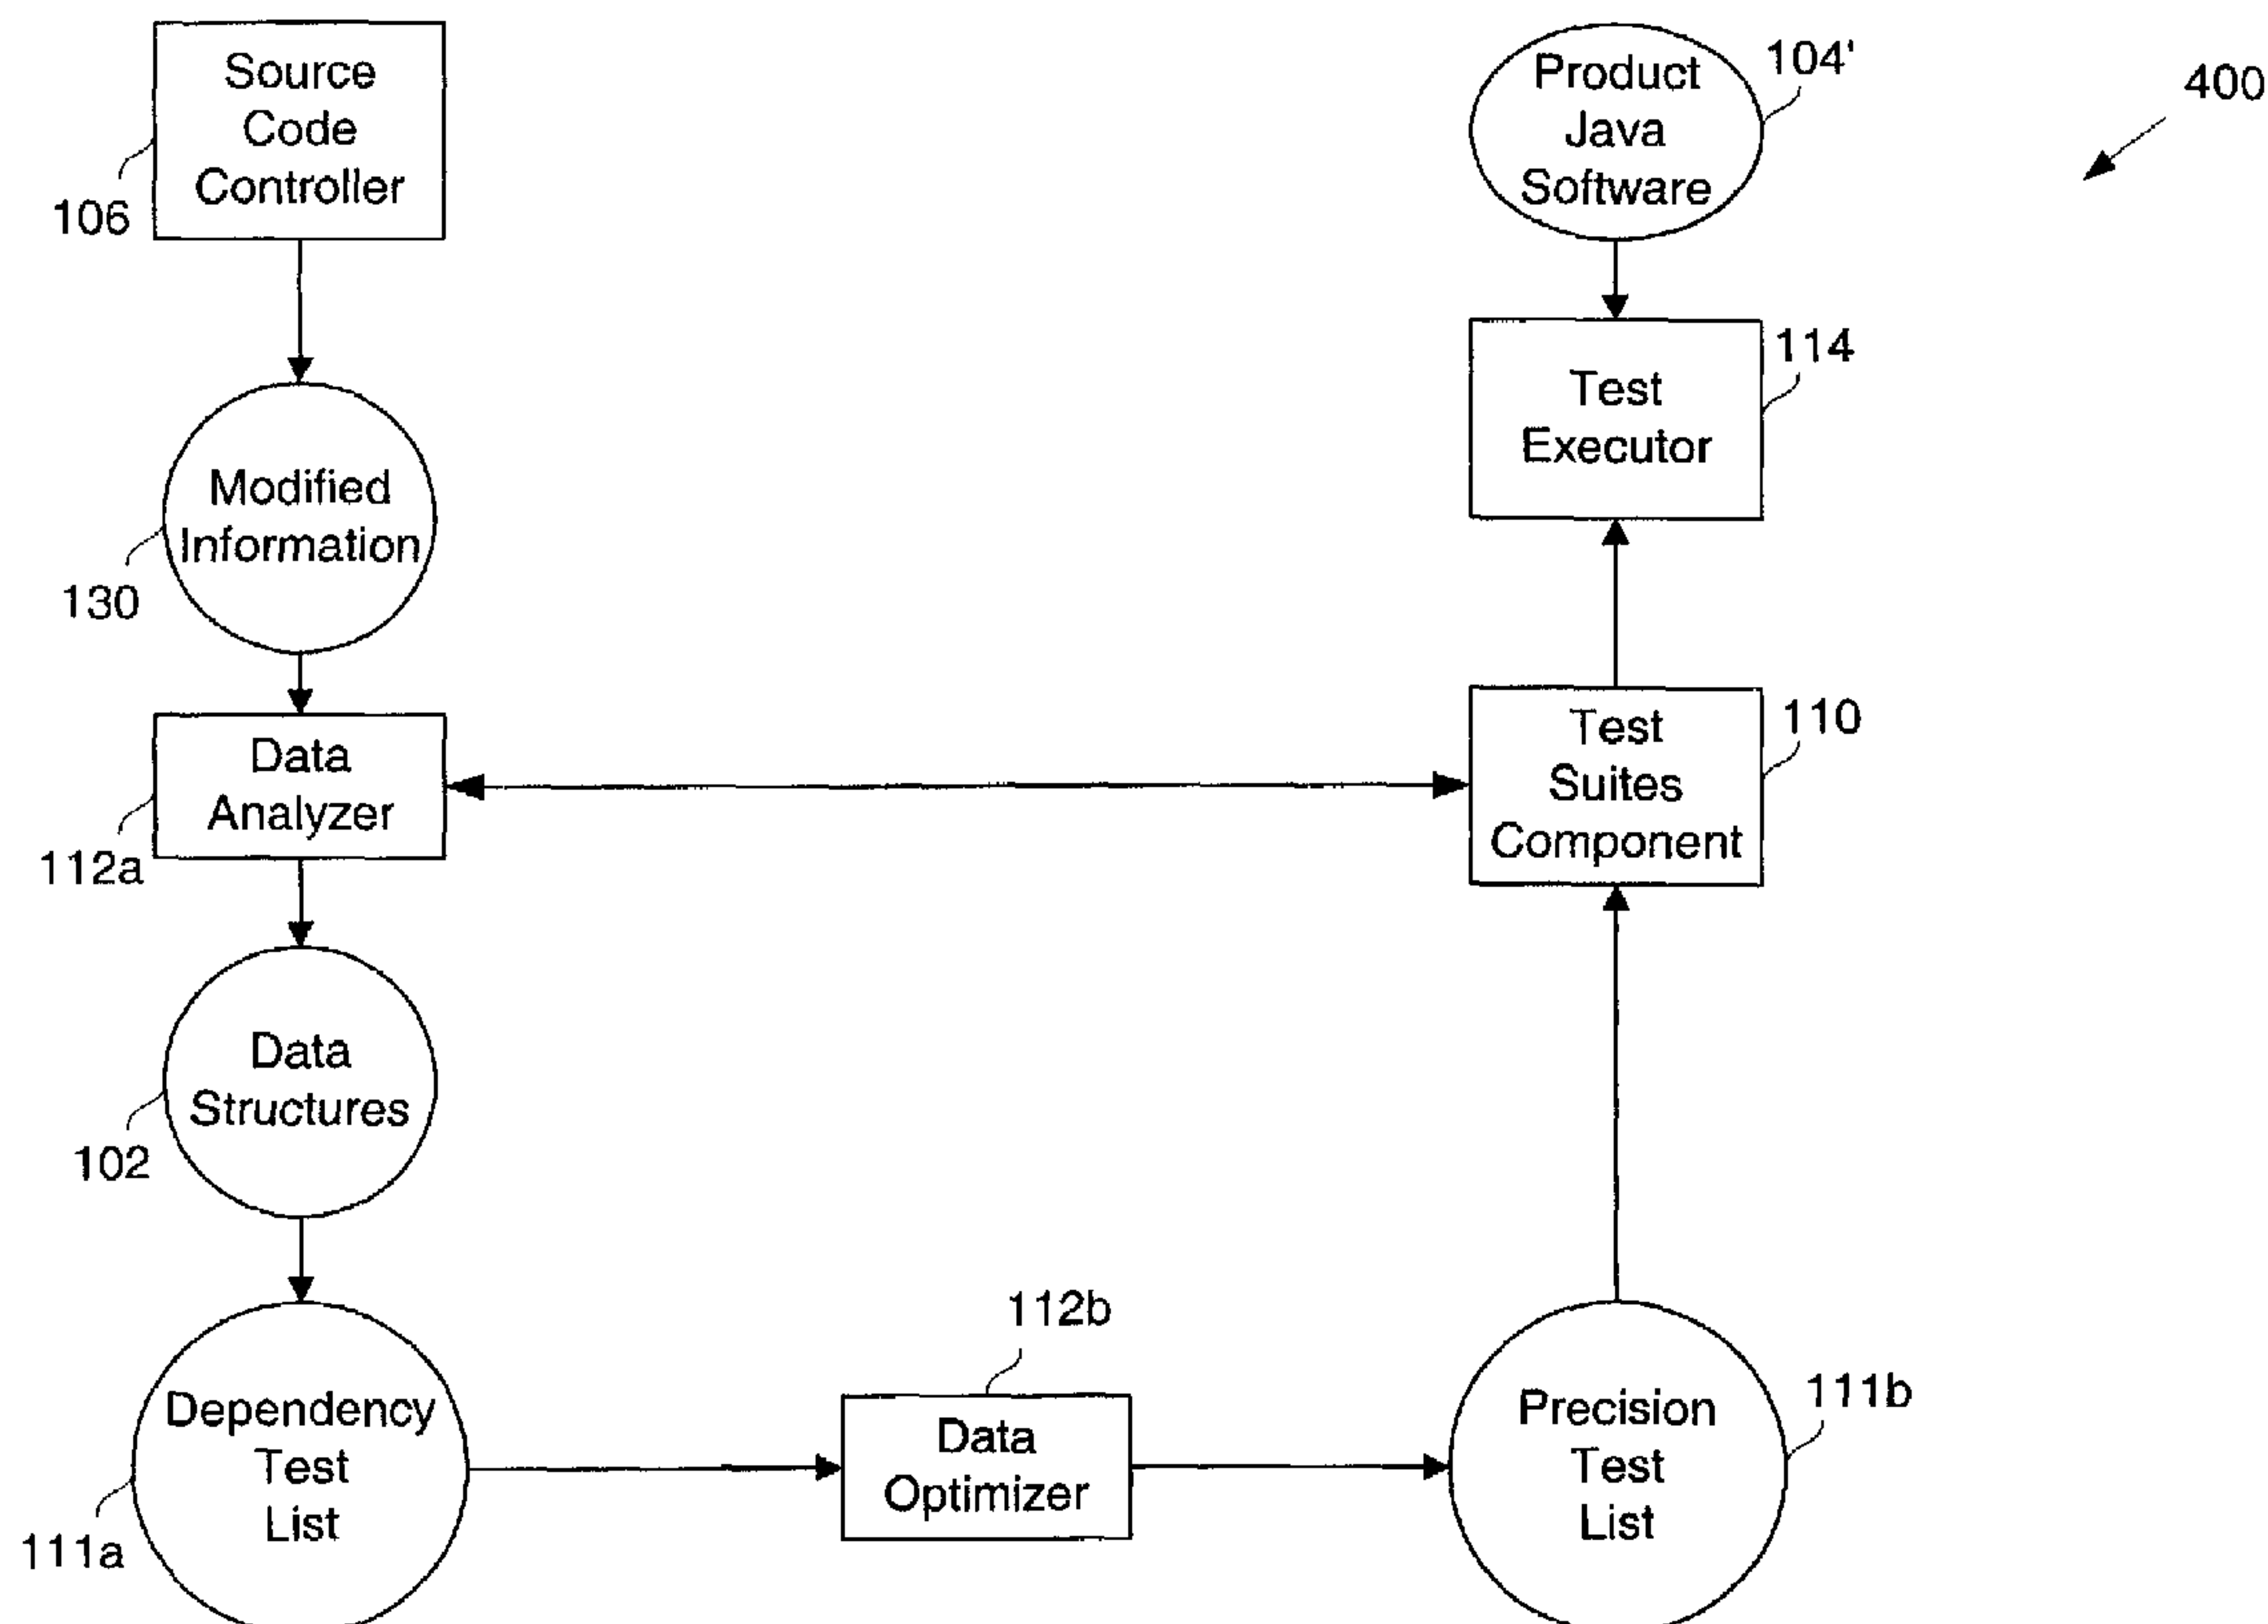 Source
Code
Controller
106
Product
Java
Software
104'
400
Test
Executor
114
Modified
Information
130
Data
Analyzer
112a
Test
Suites
Component
110
Data
Structures
102
Dependency
Test
List
111a
112b
Data
Optimizer
Precision
Test
List
111b